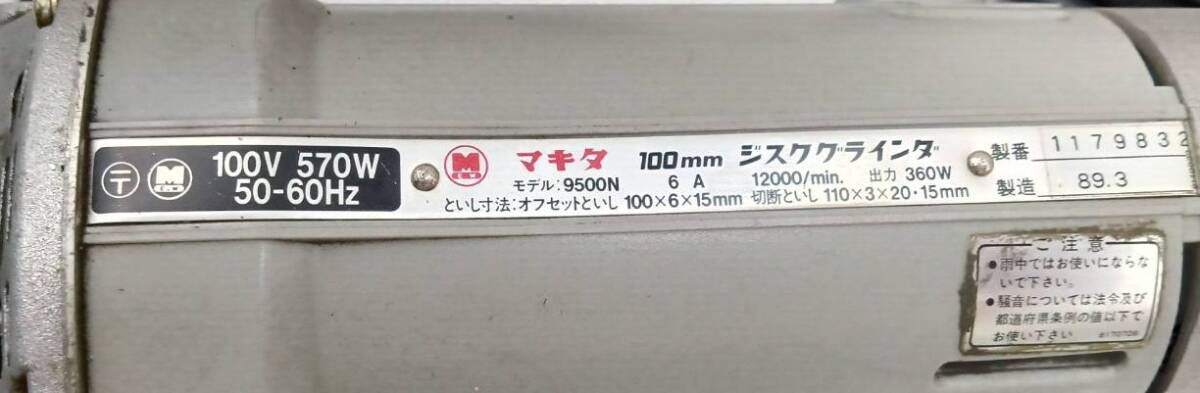 〒 M 100V 570W
50-60Hz
M マキタ 100mm ジスクグラインダ
モデル:9500N 6 A 12000/min. 出力 360W
といし寸法:オフセットといし 100×6×15mm 切断といし 110×3×20・15mm
製番 1179832
製造 89.3
ご注意
●雨中ではお使いにならな
いで下さい。
●騒音については法令及び
都道府県条例の値以下で
お使い下さい